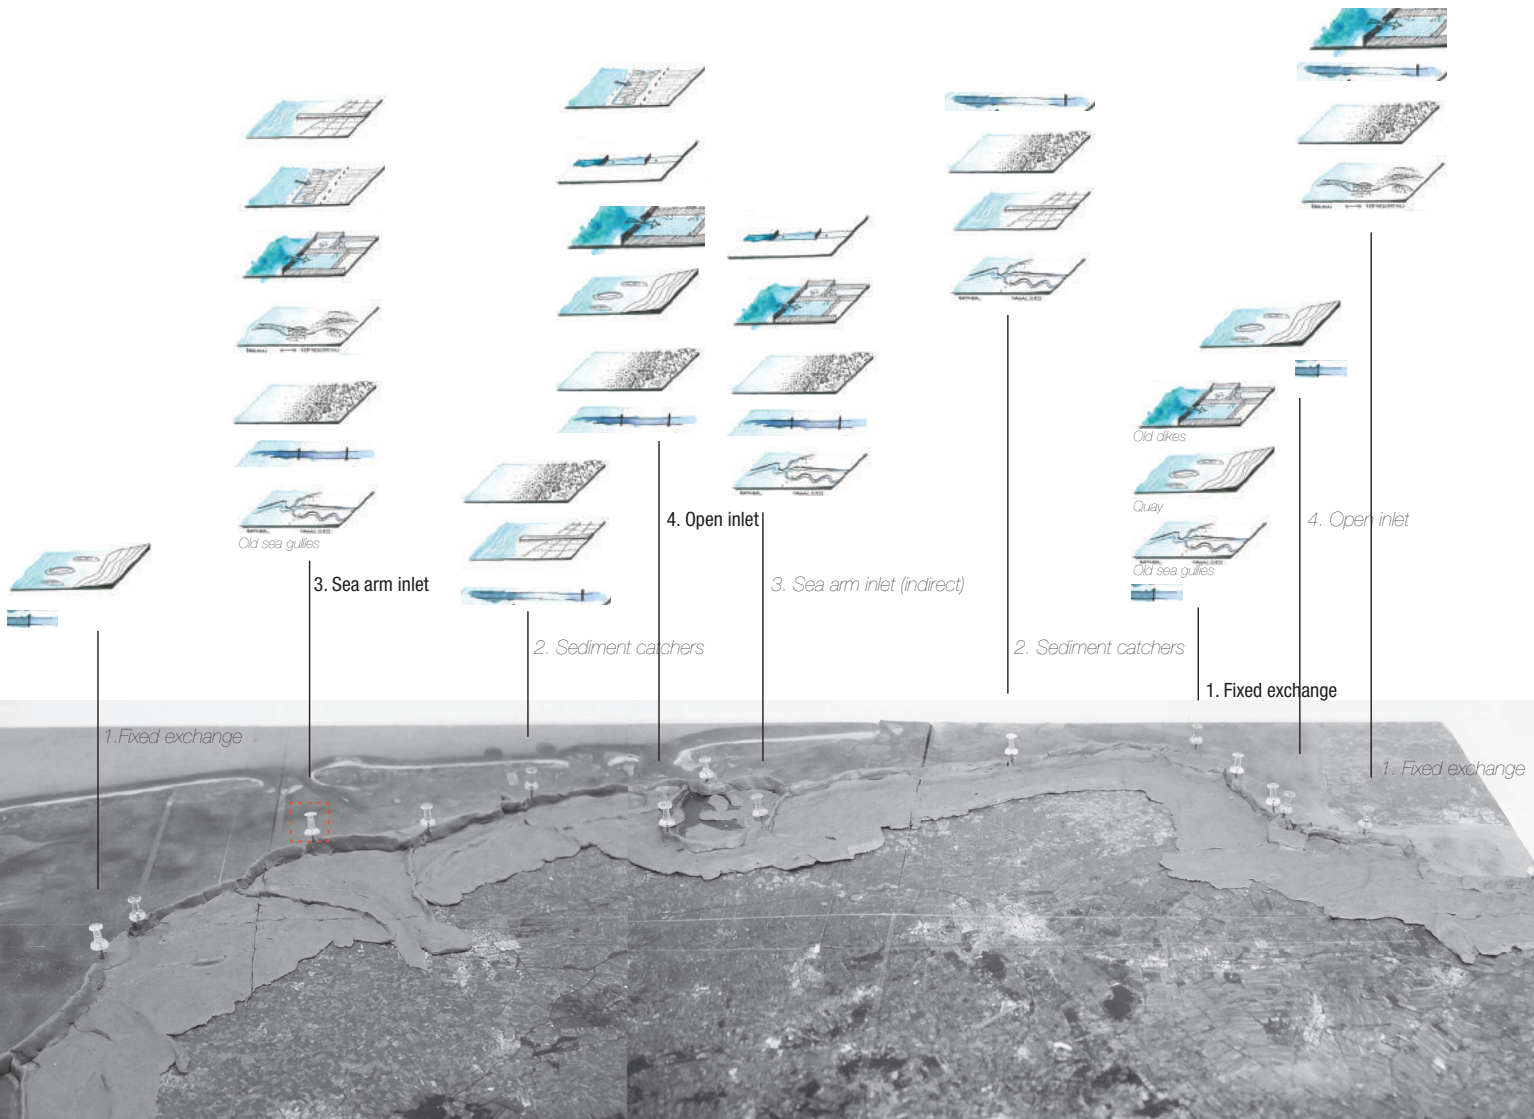 Old dikes
Quay
4. Open inlet
4. Open inlet
Old sea gullies
Old sea gullies
3. Sea arm inlet
3. Sea arm inlet (indirect)
2. Sediment catchers
2. Sediment catchers
1. Fixed exchange
1.Fixed exchange
1. Fixed exchange